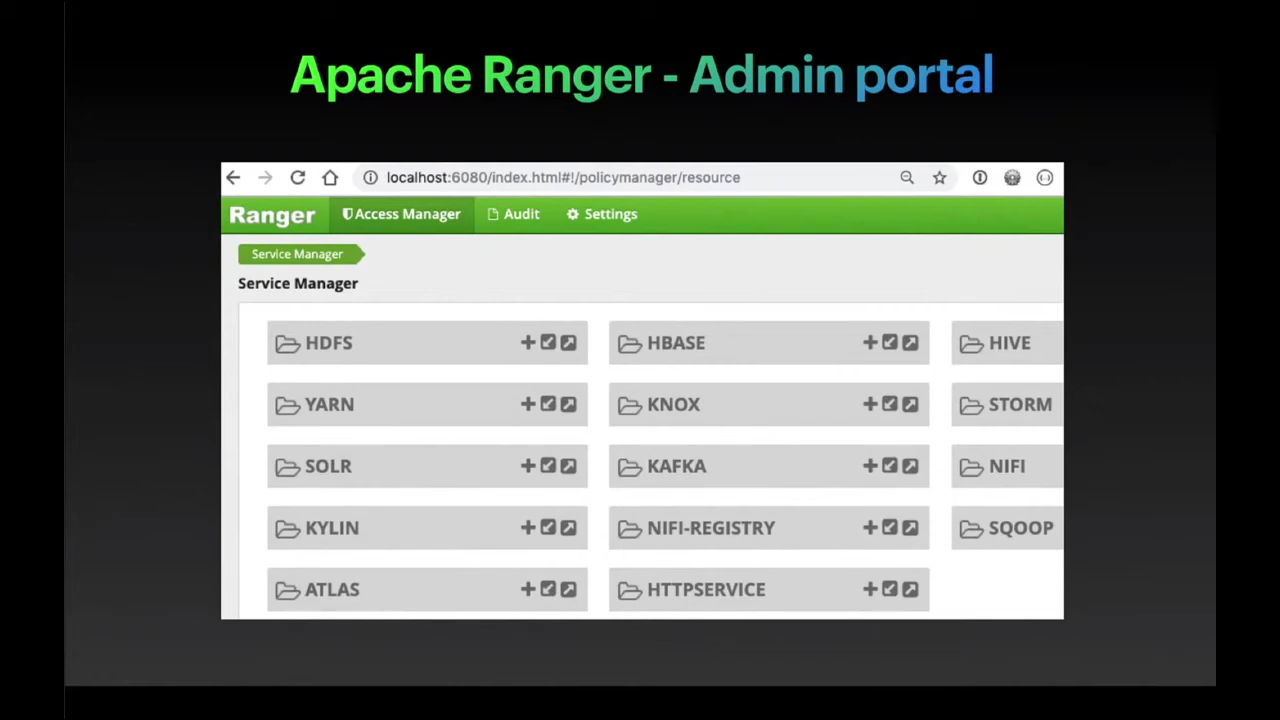 Apache Ranger - Admin portal
localhost:6080/index.html#!/policymanager/resource
Ranger Access Manager Audit Settings
Service Manager
Service Manager
HDFS HBASE HIVE
YARN KNOX STORM
SOLR KAFKA NIFI
KYLIN NIFI-REGISTRY SQOOP
ATLAS HTTPSERVICE